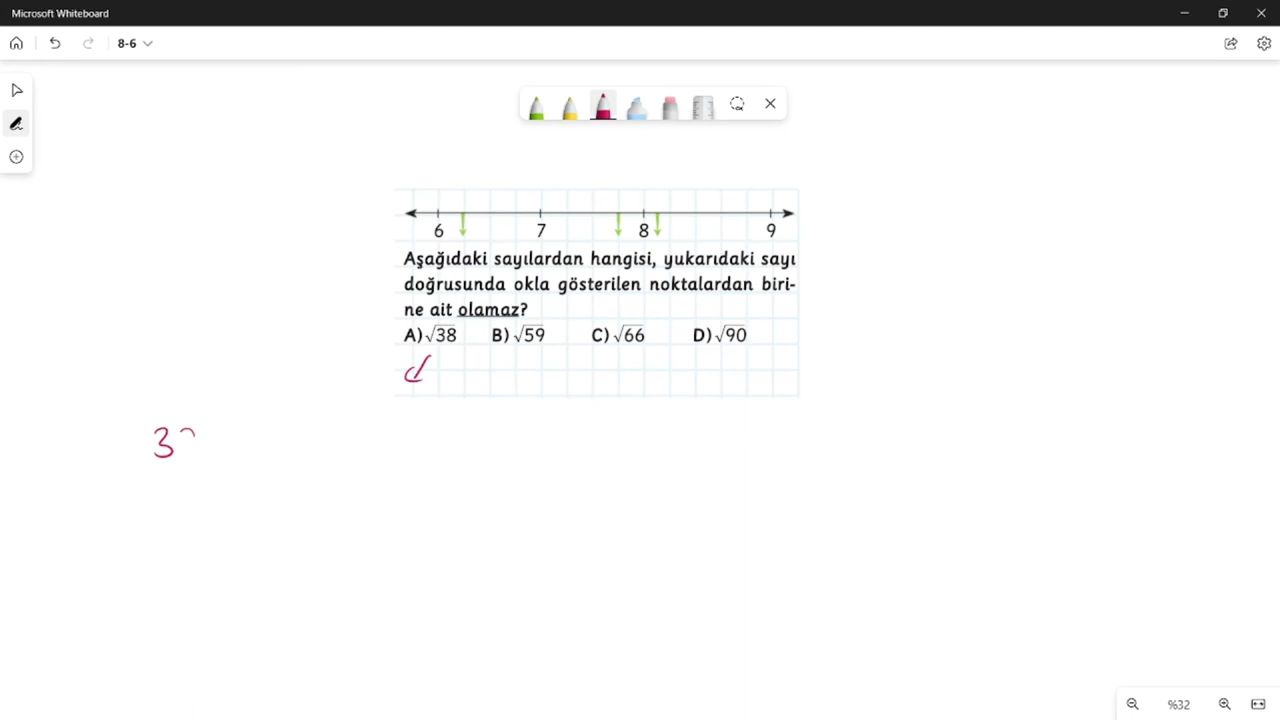 Microsoft Whiteboard
8-6
6 7 8 9
Aşağıdaki sayılardan hangisi, yukarıdaki sayı
doğrusunda okla gösterilen noktalardan biri-
ne ait olamaz?
A) √38 B) √59 C) √66 D) √90
3
%32